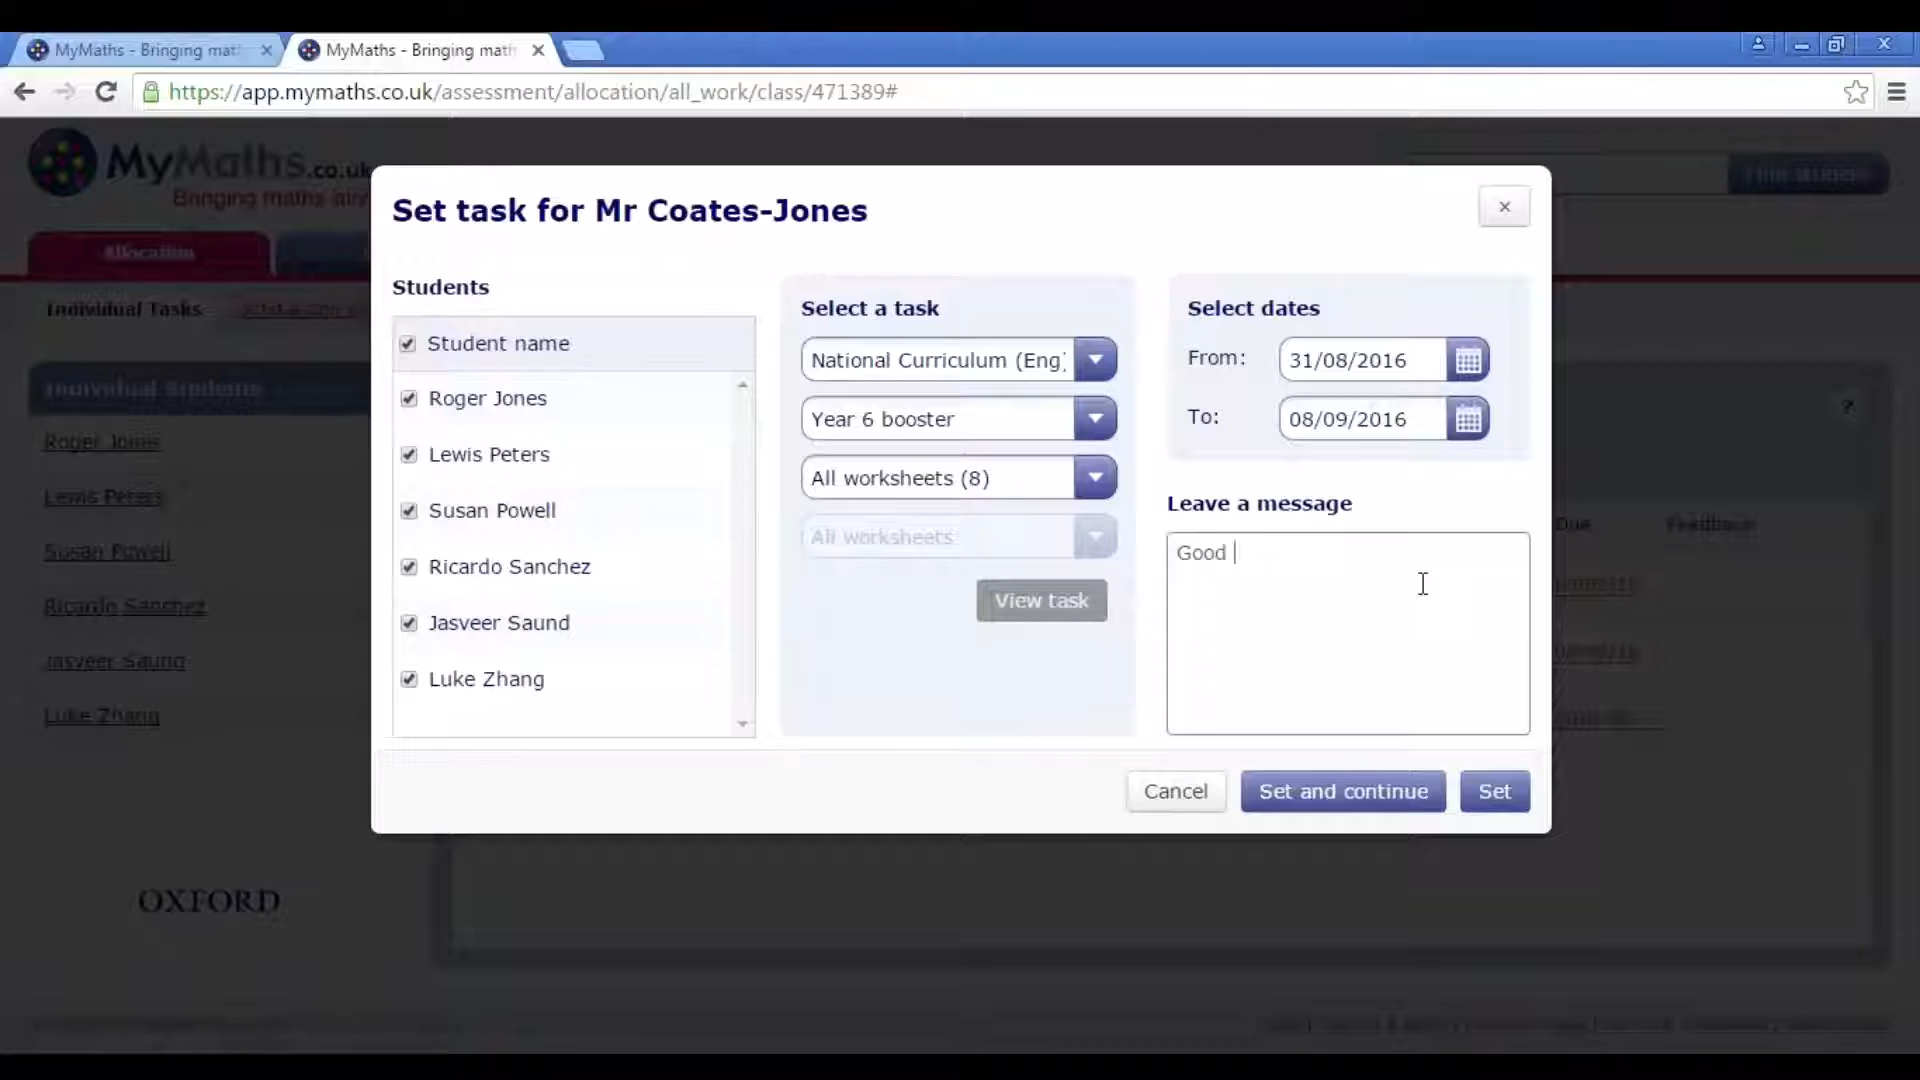 MyMaths - Bringing mat
MyMaths - Bringing math
https://app.mymaths.co.uk/assessment/allocation/all_work/class/471389#
MyMaths.co.uk
Bringing maths
Allocation
Individual Tasks
Set task for Mr Coates-Jones
×
Students
Student name
Roger Jones
Lewis Peters
Susan Powell
Ricardo Sanchez
Jasveer Saund
Luke Zhang
Select a task
National Curriculum (Eng
Year 6 booster
All worksheets (8)
All worksheets
View task
Select dates
From: 31/08/2016
To: 08/09/2016
Leave a message
Good
Cancel
Set and continue
Set
Individual Students
Roger Jones
Lewis Peters
Susan Powell
Ricardo Sanchez
Jasveer Saund
Luke Zhang
?
Due
Feedback
OXFORD